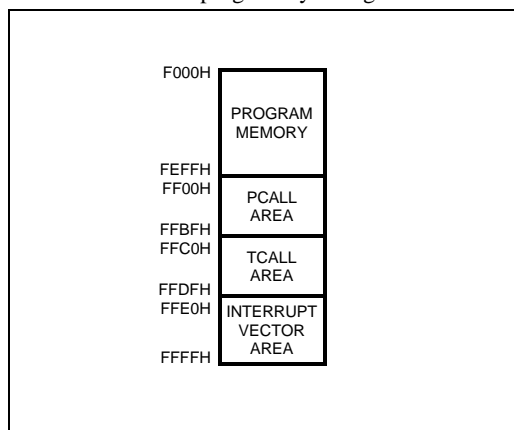 F000H
PROGRAM
MEMORY
FEFFH
FF00H
PCALL
AREA
FFBFH
FFC0H
TCALL
AREA
FFDFH
FFE0H
INTERRUPT
VECTOR
AREA
FFFFH